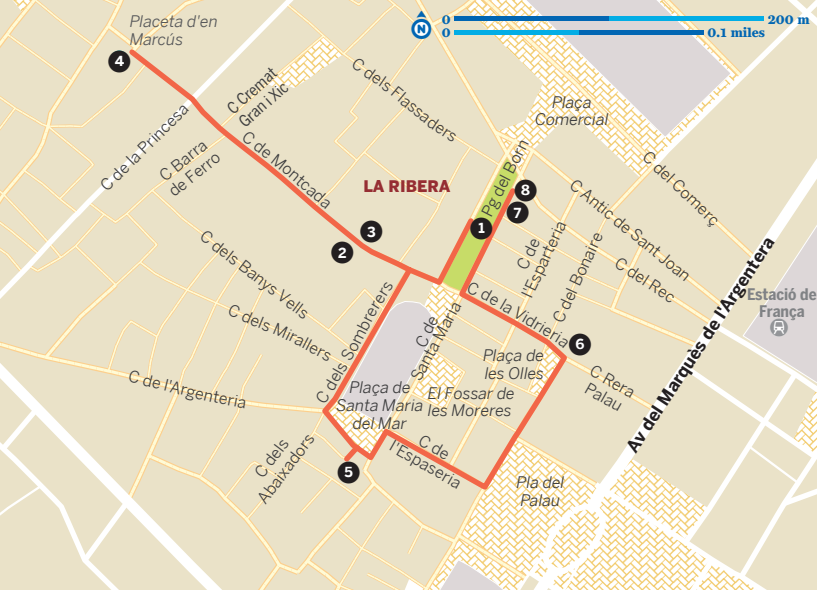 Placeta d'en
Marcús
N
0
200 m
0
0.1 miles
4
C Cremat
Gran i Xic
C dels Flassaders
Plaça
Comercial
C de la Princesa
C Barra
de Ferro
C de Montcada
LA RIBERA
Pg del Born
C del Comerç
8
7
1
C Antic de Sant Joan
3
2
C de
l'Esparteria
C del Bonaire
C del Rec
C dels Banys Vells
C dels Mirallers
C dels Sombrerers
C de
Santa Maria
C de la Vidrieria
Av del Marquès de l'Argentera
Estació de
França
6
Plaça de
les Olles
C Rera
Palau
C de l'Argenteria
Plaça de
Santa Maria
del Mar
El Fossar de
les Moreres
C dels
Abaixadors
5
C de
l'Espaseria
Pla del
Palau